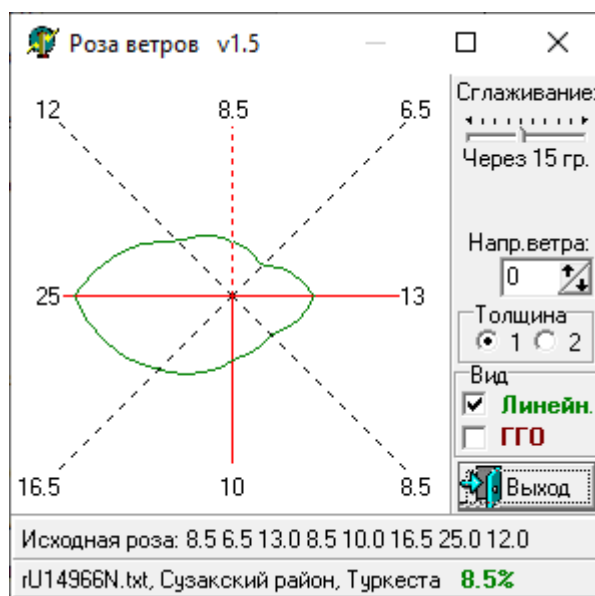 Роза ветров v1.5
12 8.5 6.5
25 13
16.5 10 8.5
Сглаживание:
Через 15 гр.
Напр.ветра:
0
Толщина
1 2
Вид
Линейн.
ГГО
Выход
Исходная роза: 8.5 6.5 13.0 8.5 10.0 16.5 25.0 12.0
rU14966N.txt, Сузакский район, Туркеста 8.5%